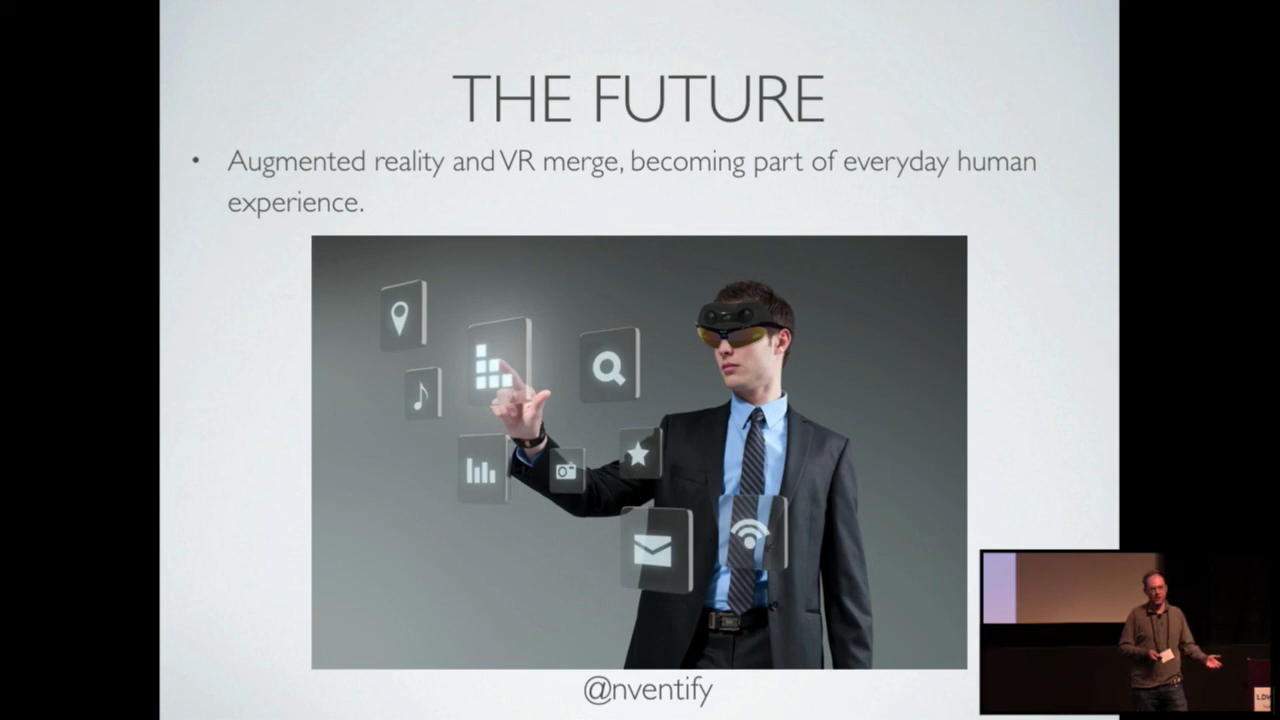 THE FUTURE
• Augmented reality and VR merge, becoming part of everyday human
experience.
@nventify